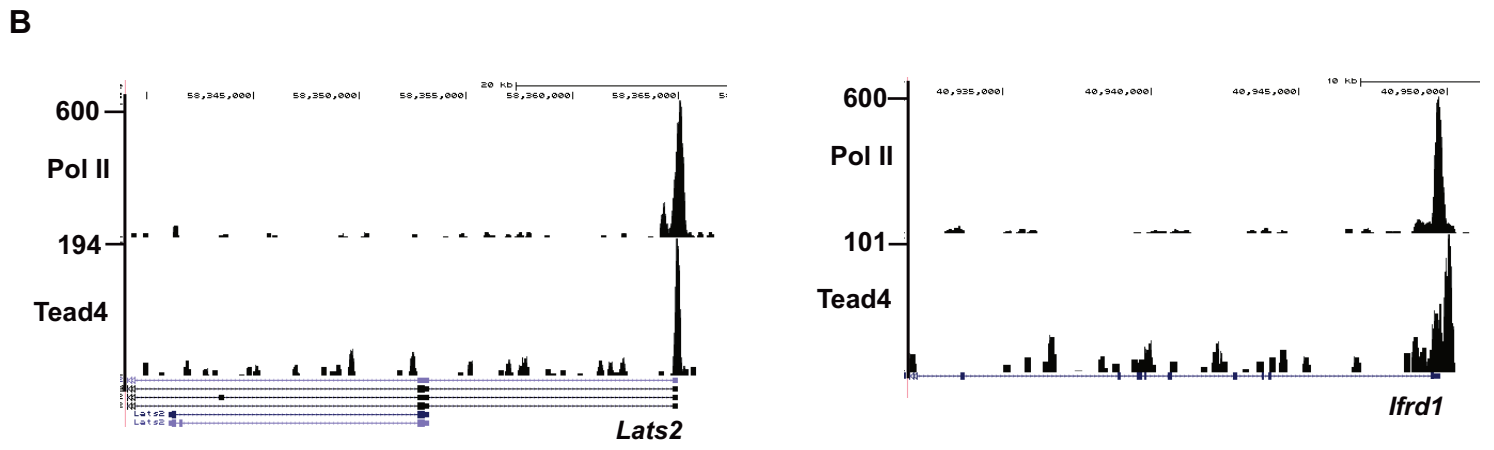 B
20 kb
58,345,000
58,350,000
58,355,000
58,360,000
58,365,000
600
Pol II
194
Tead4
Lats2
Lats2
Lats2
10 kb
40,935,000
40,940,000
40,945,000
40,950,000
600
Pol II
101
Tead4
Ifrd1